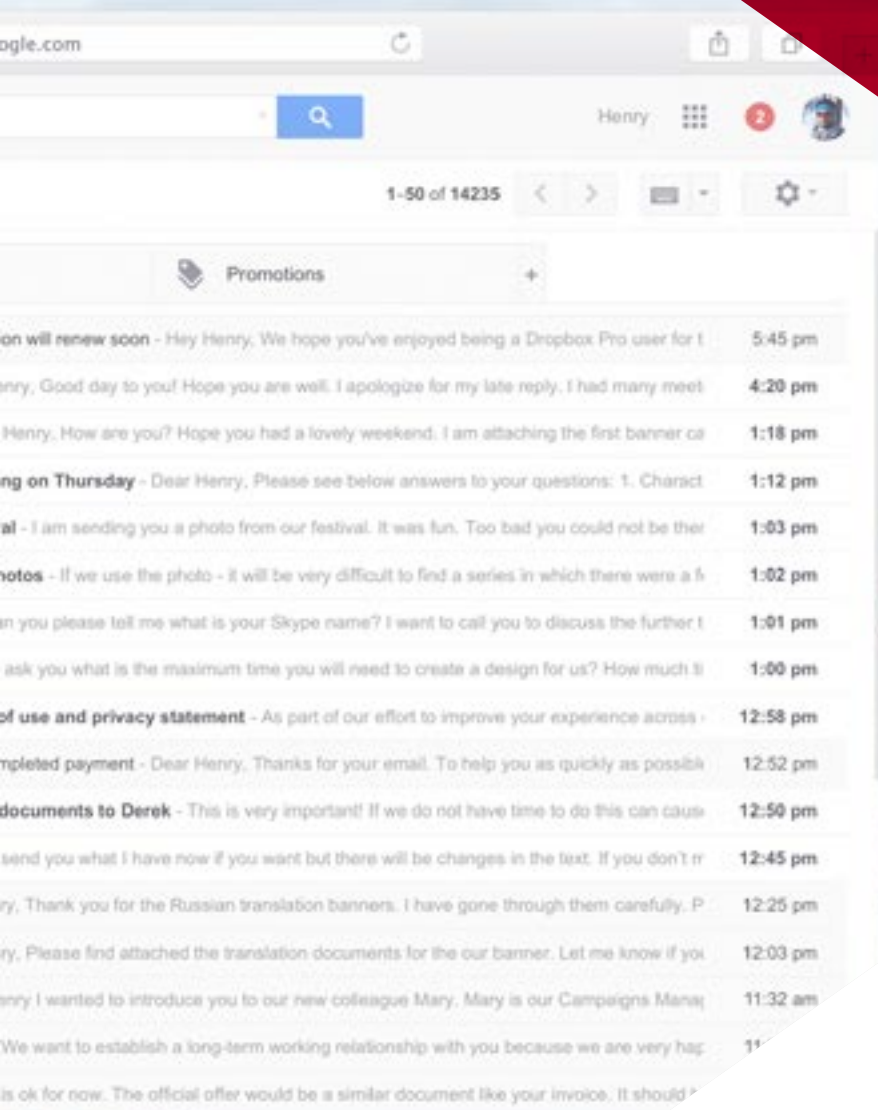 ogle.com
Henry
2
1-50 of 14235
Promotions
+
on will renew soon - Hey Henry, We hope you've enjoyed being a Dropbox Pro user for t 5:45 pm
enry, Good day to you! Hope you are well. I apologize for my late reply. I had many meet 4:20 pm
Henry, How are you? Hope you had a lovely weekend. I am attaching the first banner ca 1:18 pm
ng on Thursday - Dear Henry, Please see below answers to your questions: 1. Charact 1:12 pm
al - I am sending you a photo from our festival. It was fun. Too bad you could not be ther 1:03 pm
hotos - If we use the photo - it will be very difficult to find a series in which there were a f 1:02 pm
an you please tell me what is your Skype name? I want to call you to discuss the further t 1:01 pm
ask you what is the maximum time you will need to create a design for us? How much ti 1:00 pm
of use and privacy statement - As part of our effort to improve your experience across 12:58 pm
mpleted payment - Dear Henry, Thanks for your email. To help you as quickly as possible 12:52 pm
documents to Derek - This is very important! If we do not have time to do this can cause 12:50 pm
send you what I have now if you want but there will be changes in the text. If you don't m 12:45 pm
ry, Thank you for the Russian translation banners. I have gone through them carefully. P 12:25 pm
ry, Please find attached the translation documents for the our banner. Let me know if you 12:03 pm
enry I wanted to introduce you to our new colleague Mary. Mary is our Campaigns Manag 11:32 am
We want to establish a long-term working relationship with you because we are very hap 11
is ok for now. The official offer would be a similar document like your invoice. It should